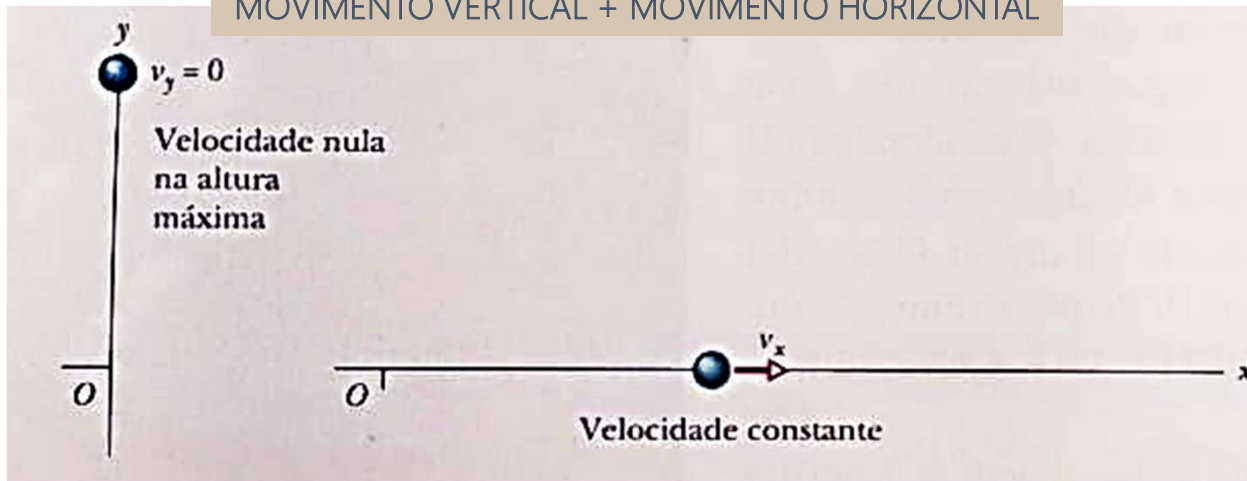 MOVIMENTO VERTICAL + MOVIMENTO HORIZONTAL
y
v_y = 0
Velocidade nula
na altura
máxima
O
O
v_x
x
Velocidade constante